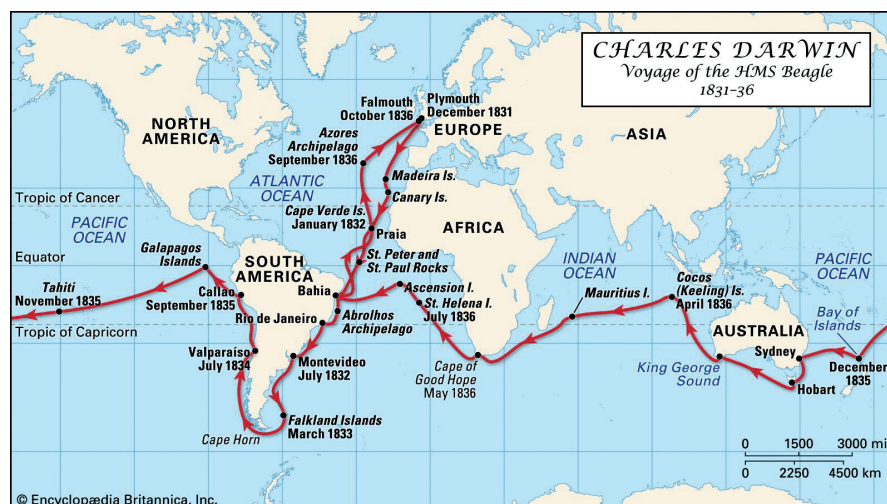 CHARLES DARWIN
Voyage of the HMS Beagle
1831–36
NORTH
AMERICA
Falmouth
October 1836
Plymouth
December 1831
EUROPE
ASIA
Azores
Archipelago
September 1836
ATLANTIC
OCEAN
Madeira Is.
Canary Is.
Tropic of Cancer
Cape Verde Is.
January 1832
Praia
AFRICA
PACIFIC
OCEAN
Equator
Galapagos
Islands
SOUTH
AMERICA
St. Peter and
St. Paul Rocks
INDIAN
OCEAN
PACIFIC
OCEAN
Tahiti
November 1835
Callao
September 1835
Bahia
Ascension I.
St. Helena I.
July 1836
Mauritius I.
Cocos
(Keeling) Is.
April 1836
Rio de Janeiro
Abrolhos
Archipelago
Tropic of Capricorn
AUSTRALIA
Bay of
Islands
Valparaíso
July 1834
Montevideo
July 1832
Cape of
Good Hope
May 1836
King George
Sound
Sydney
December
1835
Hobart
Falkland Islands
March 1833
Cape Horn
0 1500 3000 mi
0 2250 4500 km
© Encyclopædia Britannica, Inc.